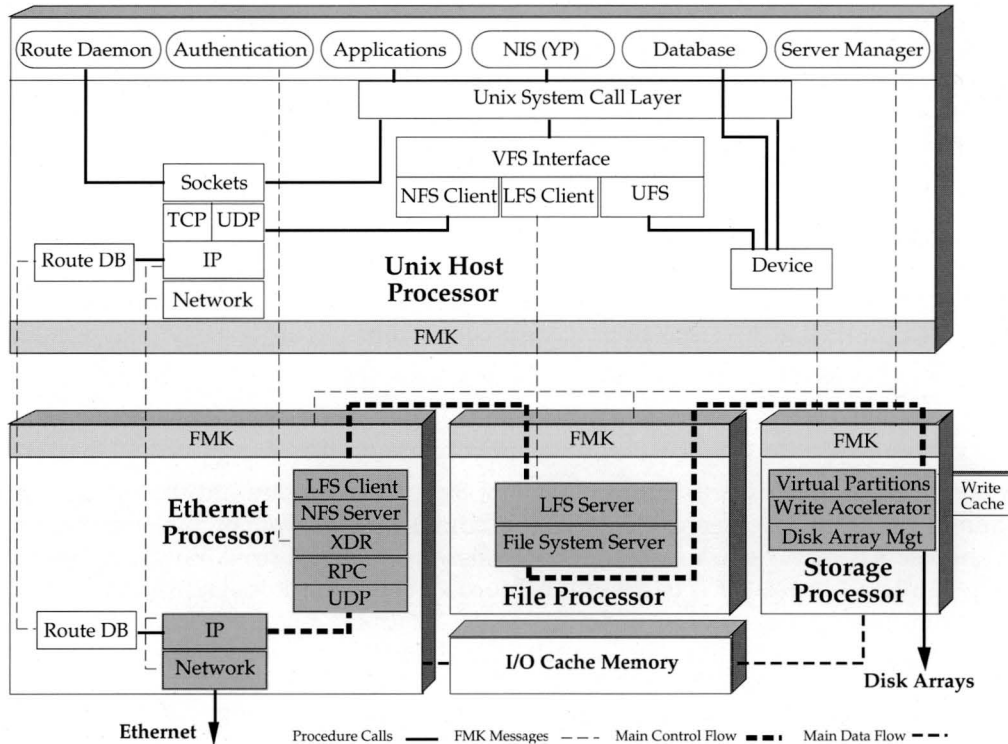 Route Daemon
Authentication
Applications
NIS (YP)
Database
Server Manager
Unix System Call Layer
VFS Interface
NFS Client
LFS Client
UFS
Sockets
TCP
UDP
Route DB
IP
Network
Unix Host
Processor
Device
FMK
FMK
Ethernet
Processor
LFS Client
NFS Server
XDR
RPC
UDP
Route DB
IP
Network
Ethernet
FMK
LFS Server
File System Server
File Processor
I/O Cache Memory
FMK
Virtual Partitions
Write Accelerator
Disk Array Mgt
Storage
Processor
Write
Cache
Disk Arrays
Procedure Calls
FMK Messages
Main Control Flow
Main Data Flow